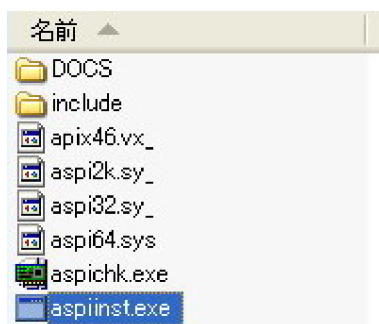 名前
DOCS
include
apix46.vx_
aspi2k.sy_
aspi32.sy_
aspi64.sys
aspichk.exe
aspiinst.exe